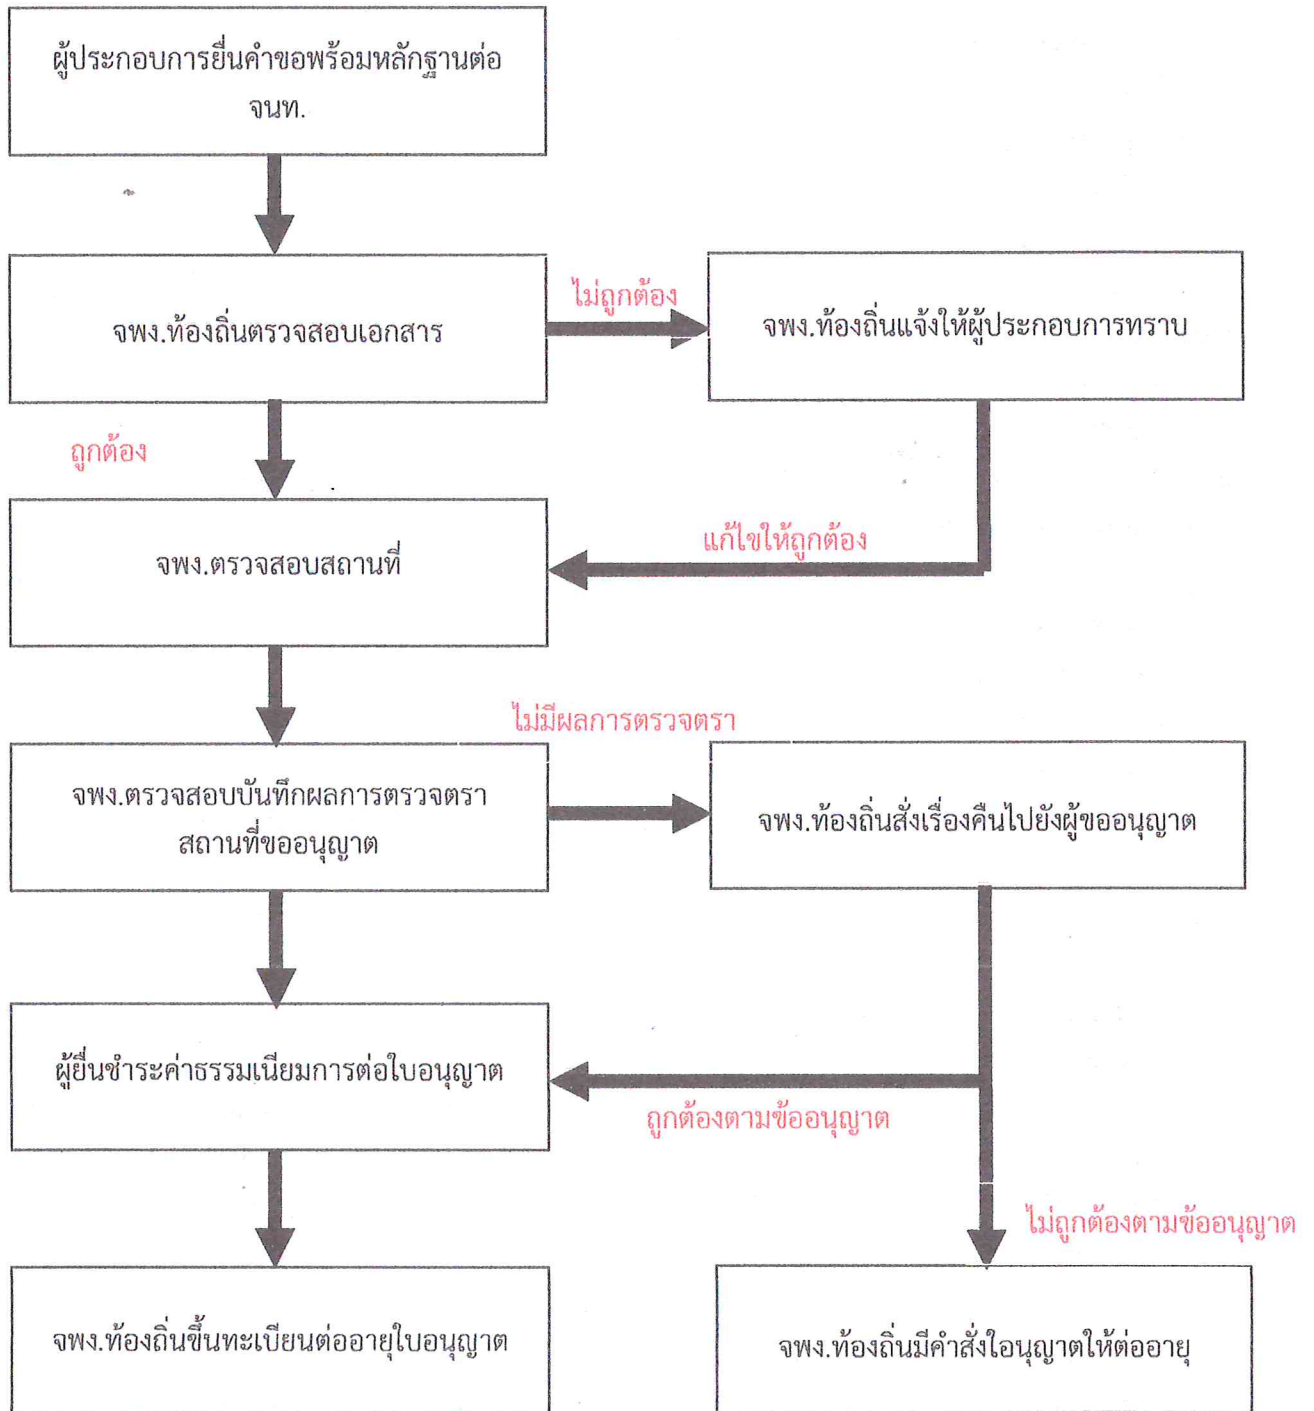 ผู้ประกอบการยื่นคำขอพร้อมหลักฐานต่อ
จนท.
จพง.ท้องถิ่นตรวจสอบเอกสาร
ไม่ถูกต้อง
จพง.ท้องถิ่นแจ้งให้ผู้ประกอบการทราบ
ถูกต้อง
แก้ไขให้ถูกต้อง
จพง.ตรวจสอบสถานที่
ไม่มีผลการตรวจตรา
จพง.ตรวจสอบบันทึกผลการตรวจตรา
สถานที่ขออนุญาต
จพง.ท้องถิ่นสั่งเรื่องคืนไปยังผู้ขออนุญาต
ผู้ยื่นชำระค่าธรรมเนียมการต่อใบอนุญาต
ถูกต้องตามข้ออนุญาต
ไม่ถูกต้องตามข้ออนุญาต
จพง.ท้องถิ่นขึ้นทะเบียนต่ออายุใบอนุญาต
จพง.ท้องถิ่นมีคำสั่งใอนุญาตให้ต่ออายุ